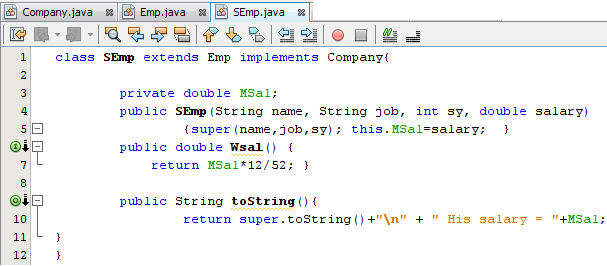 Company.java Emp.java SEmp.java
1 class SEmp extends Emp implements Company{
2
3 private double MSal;
4 public SEmp(String name, String job, int sy, double salary)
5 {super(name,job,sy); this.MSal=salary; }
public double Wsal() {
7 return MSal*12/52; }
8
public String toString(){
10 return super.toString()+"\n" + " His salary = "+MSal;
11 }
12 }